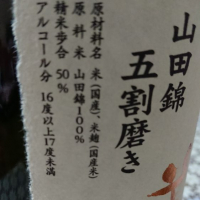 山田錦
五割磨き
原材料名 米(国産)、米麹(国産米)
原料米 山田錦100%
精米歩合 50%
アルコール分 16度以上17度未満